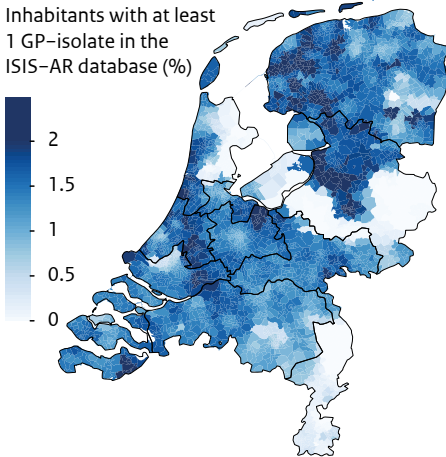 Inhabitants with at least
1 GP–isolate in the
ISIS–AR database (%)
2
1.5
1
0.5
0